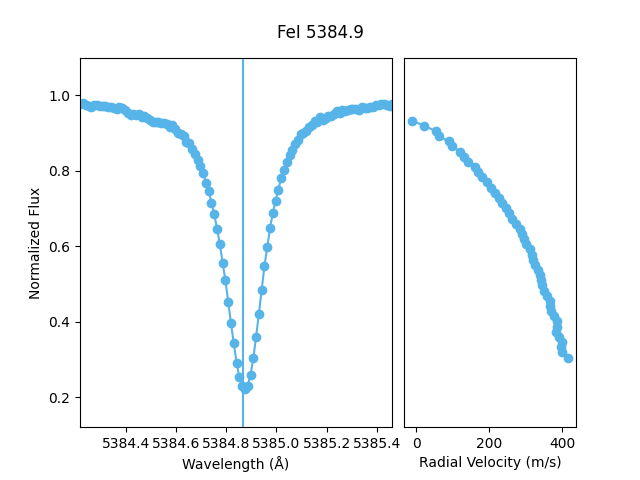 FeI 5384.9
Normalized Flux
1.0
0.8
0.6
0.4
0.2
5384.4 5384.6 5384.8 5385.0 5385.2 5385.4
Wavelength (Å)
0 200 400
Radial Velocity (m/s)